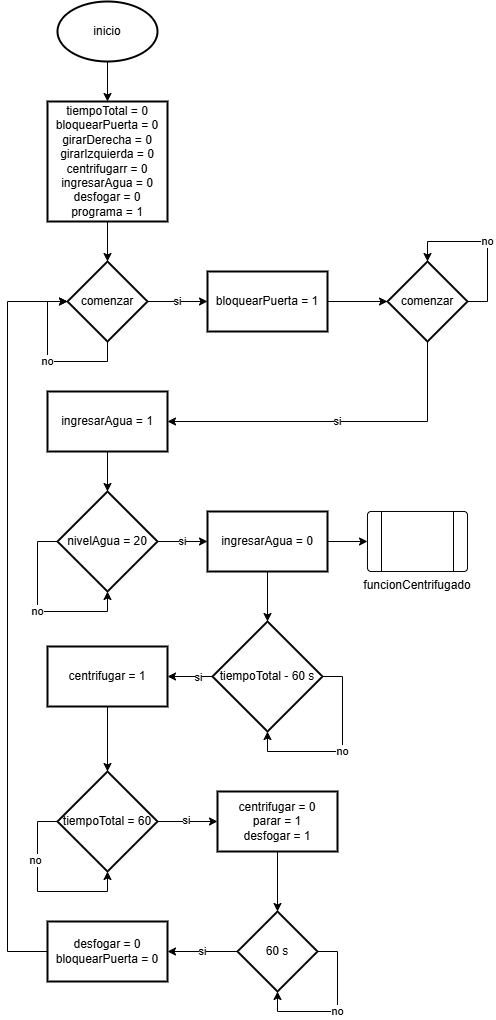 inicio
tiempoTotal = 0
bloquearPuerta = 0
girarDerecha = 0
girarIzquierda = 0
centrifugarr = 0
ingresarAgua = 0
desfogar = 0
programa = 1
comenzar
si
bloquearPuerta = 1
comenzar
no
no
ingresarAgua = 1
si
nivelAgua = 20
si
ingresarAgua = 0
funcionCentrifugado
no
centrifugar = 1
si
tiempoTotal - 60 s
no
tiempoTotal = 60
si
centrifugar = 0
parar = 1
desfogar = 1
no
desfogar = 0
bloquearPuerta = 0
si
60 s
no